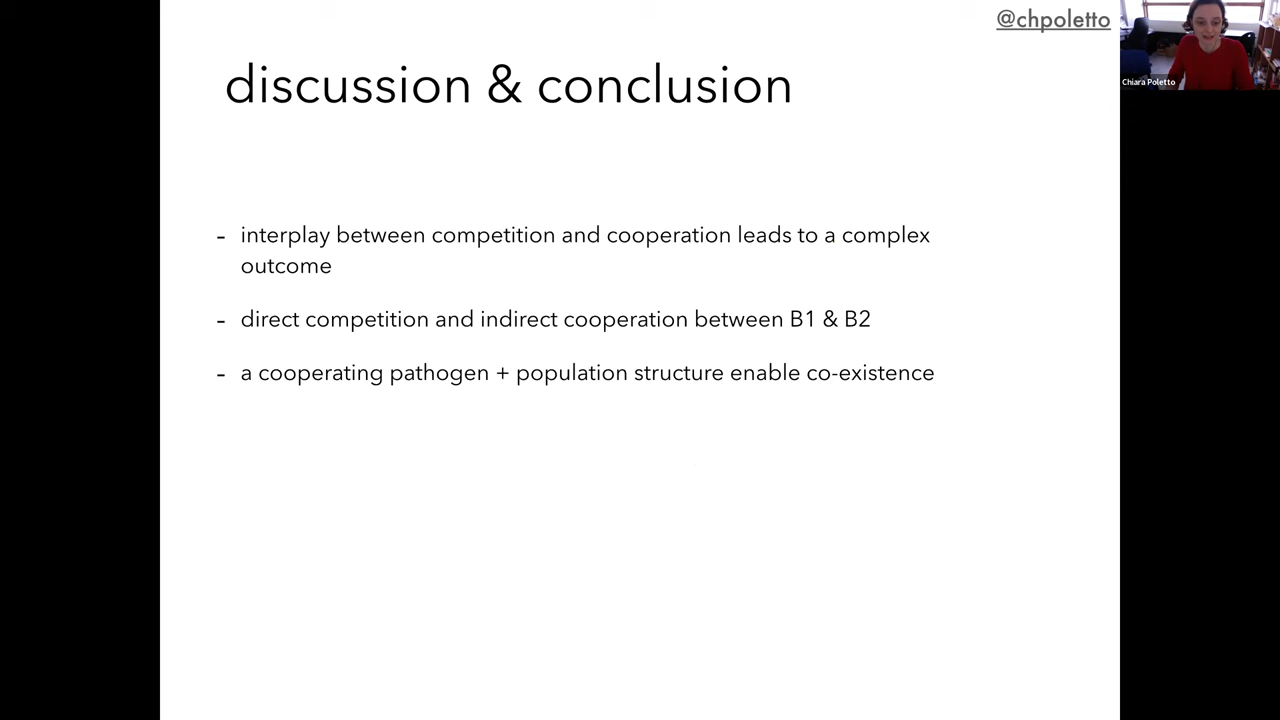 @chpoletto
Chiara Poletto
discussion & conclusion
- interplay between competition and cooperation leads to a complex
outcome
- direct competition and indirect cooperation between B1 & B2
- a cooperating pathogen + population structure enable co-existence